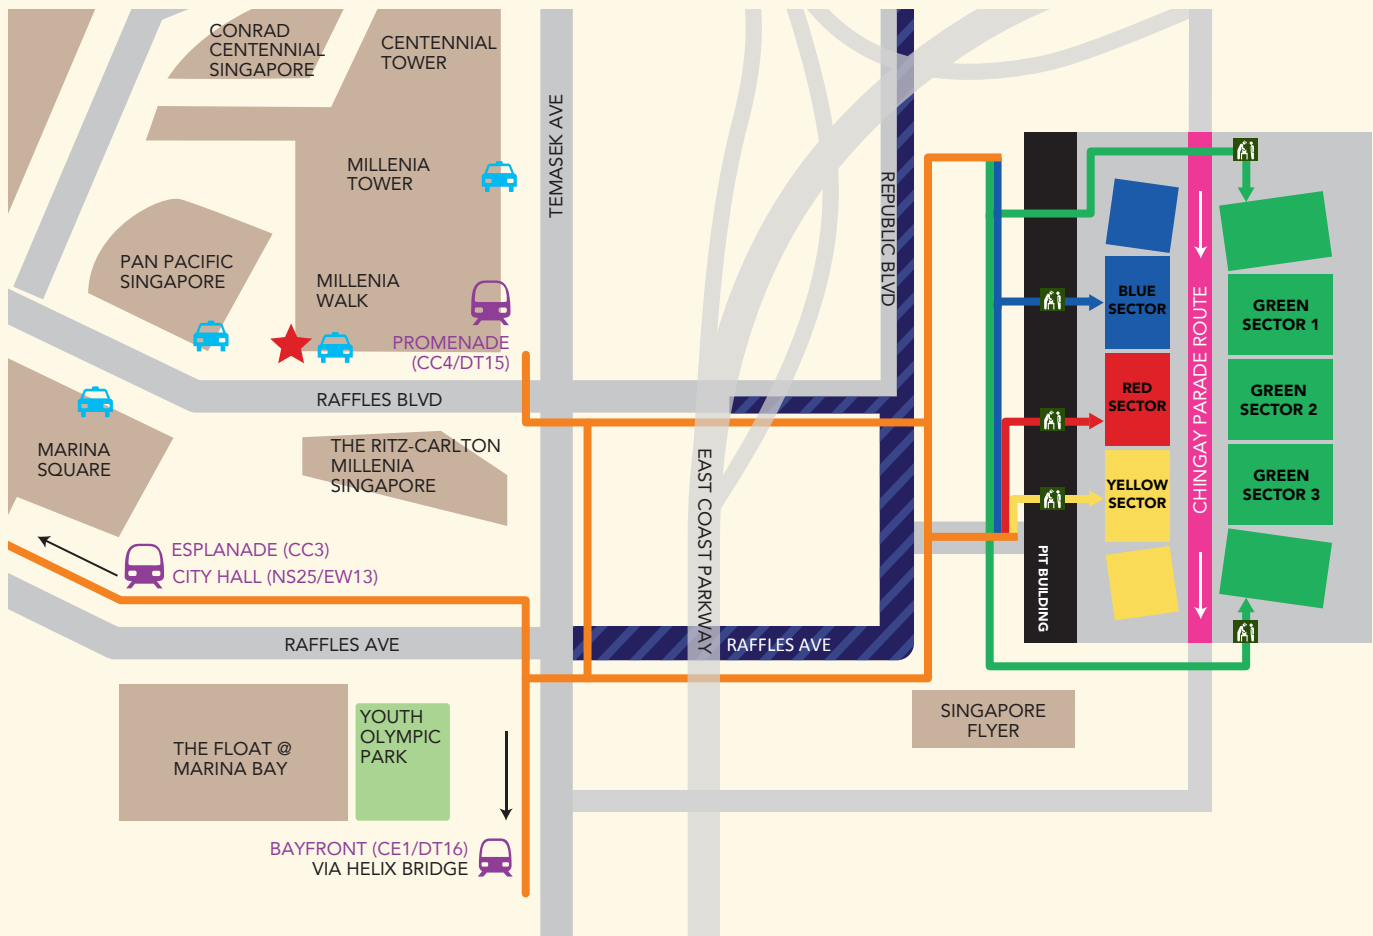 CONRAD
CENTENNIAL
SINGAPORE
CENTENNIAL
TOWER
TEMASEK AVE
MILLENIA
TOWER
REPUBLIC BLVD
PAN PACIFIC
SINGAPORE
MILLENIA
WALK
PROMENADE
(CC4/DT15)
RAFFLES BLVD
MARINA
SQUARE
THE RITZ-CARLTON
MILLENIA
SINGAPORE
EAST COAST PARKWAY
ESPLANADE (CC3)
CITY HALL (NS25/EW13)
RAFFLES AVE
RAFFLES AVE
THE FLOAT @
MARINA BAY
YOUTH
OLYMPIC
PARK
BAYFRONT (CE1/DT16)
VIA HELIX BRIDGE
SINGAPORE
FLYER
PIT BUILDING
BLUE
SECTOR
RED
SECTOR
YELLOW
SECTOR
CHINGAY PARADE ROUTE
GREEN
SECTOR 1
GREEN
SECTOR 2
GREEN
SECTOR 3